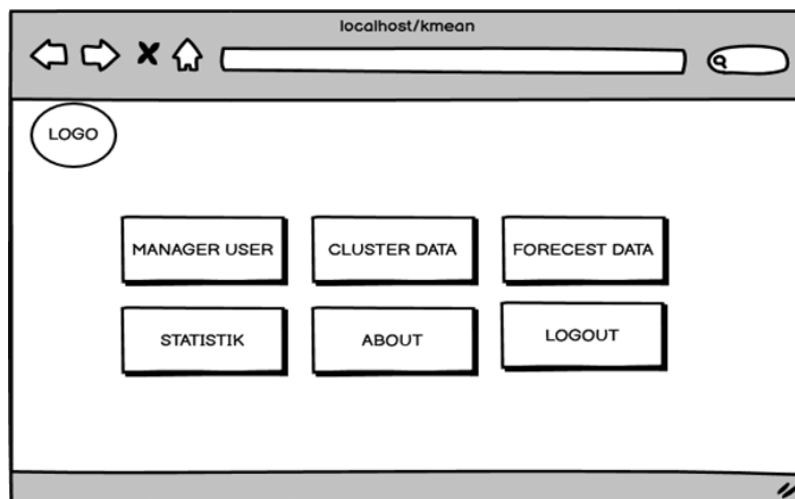 localhost/kmean
LOGO
MANAGER USER
CLUSTER DATA
FORECEST DATA
STATISTIK
ABOUT
LOGOUT